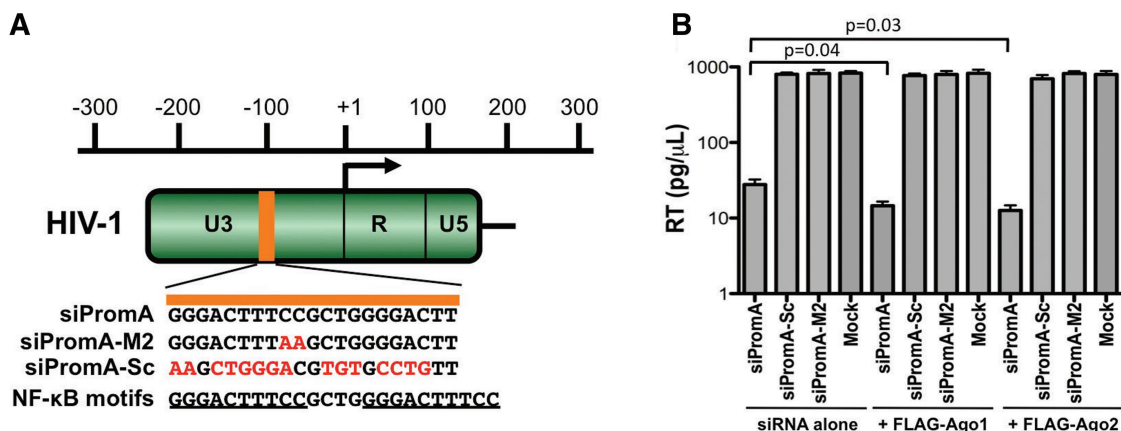 A
-300 -200 -100 +1 100 200 300
HIV-1
U3 R U5
siPromA GGGACTTTCCGCTGGGGACTT
siPromA-M2 GGGACTTTAAGCTGGGGACTT
siPromA-Sc AAGCTGGGACGTGTGCCTGTT
NF-κB motifs GGGACTTTCCGCTGGGGACTTTCC
B
p=0.03
p=0.04
RT (pg/µL)
1000
100
10
1
siPromA siPromA-Sc siPromA-M2 Mock siPromA siPromA-Sc siPromA-M2 Mock siPromA siPromA-Sc siPromA-M2 Mock
siRNA alone + FLAG-Ago1 + FLAG-Ago2